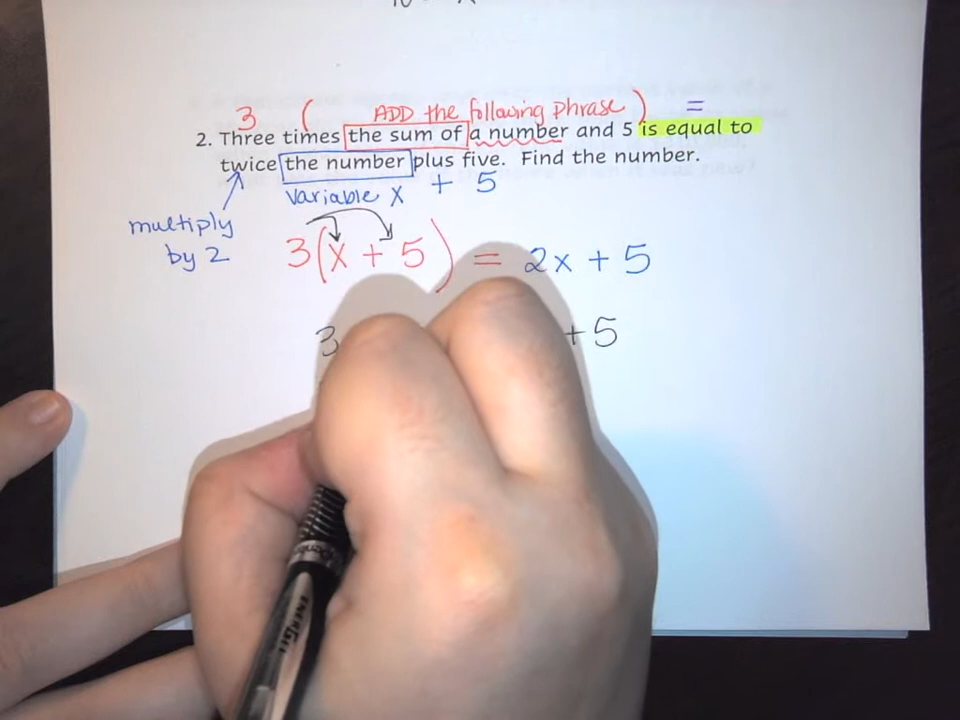 3 ( ADD the following phrase ) =
2. Three times the sum of a number and 5 is equal to
twice the number plus five. Find the number.
variable x + 5
multiply
by 2
3(x + 5) = 2x + 5
3 +5
EnerGel